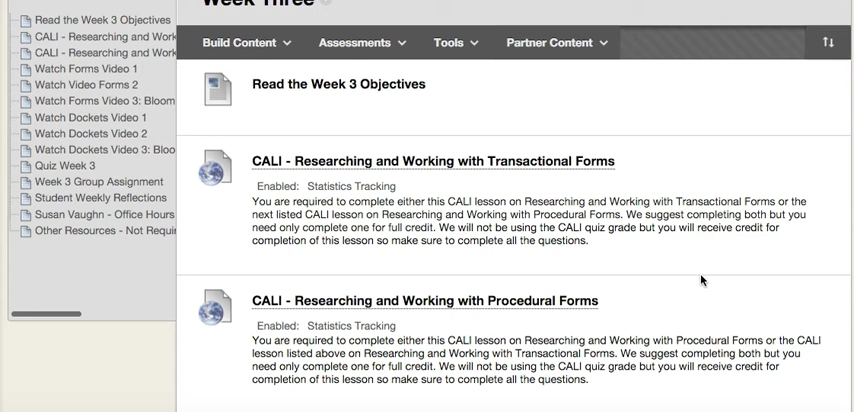 Read the Week 3 Objectives
CALI - Researching and Work
CALI - Researching and Work
Watch Forms Video 1
Watch Video Forms 2
Watch Forms Video 3: Bloom
Watch Dockets Video 1
Watch Dockets Video 2
Watch Dockets Video 3: Bloo
Quiz Week 3
Week 3 Group Assignment
Student Weekly Reflections
Susan Vaughn - Office Hours
Other Resources - Not Requir
Week Three
Build Content Assessments Tools Partner Content
Read the Week 3 Objectives
CALI - Researching and Working with Transactional Forms
Enabled: Statistics Tracking
You are required to complete either this CALI lesson on Researching and Working with Transactional Forms or the
next listed CALI lesson on Researching and Working with Procedural Forms. We suggest completing both but you
need only complete one for full credit. We will not be using the CALI quiz grade but you will receive credit for
completion of this lesson so make sure to complete all the questions.
CALI - Researching and Working with Procedural Forms
Enabled: Statistics Tracking
You are required to complete either this CALI lesson on Researching and Working with Procedural Forms or the CALI
lesson listed above on Researching and Working with Transactional Forms. We suggest completing both but you
need only complete one for full credit. We will not be using the CALI quiz grade but you will receive credit for
completion of this lesson so make sure to complete all the questions.